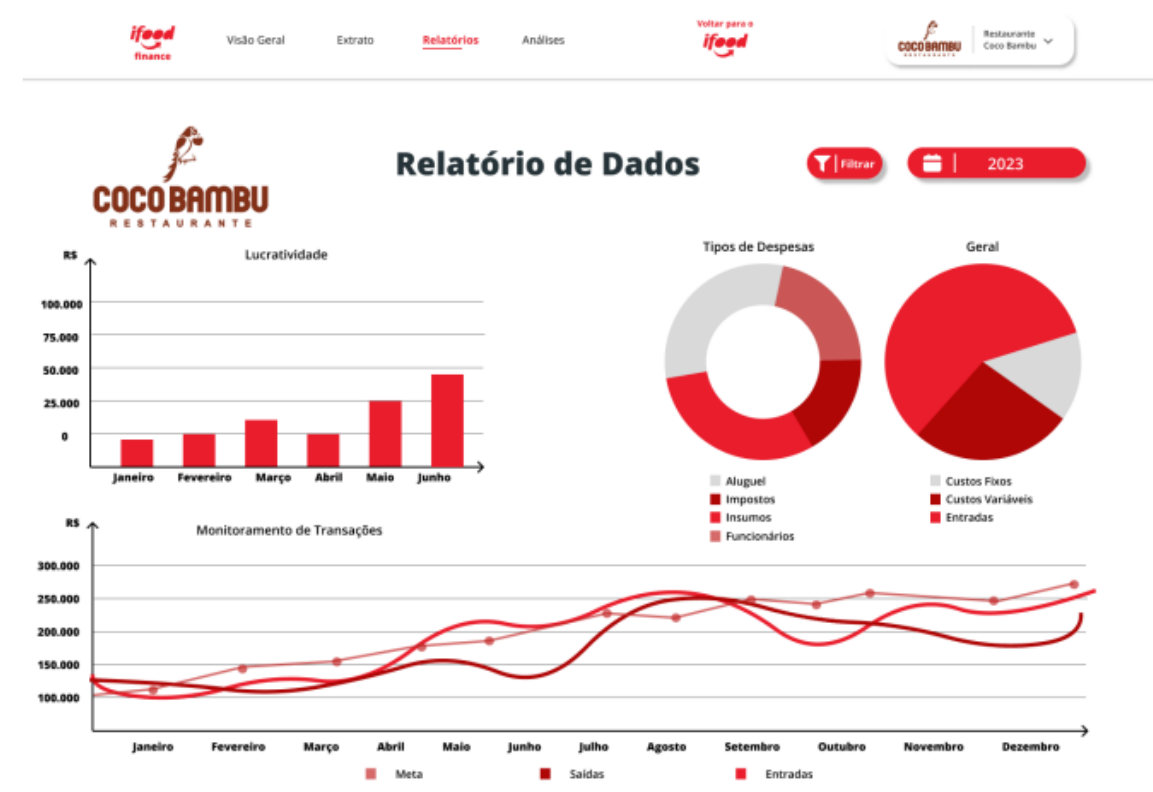 ifood
finance
Visão Geral
Extrato
Relatórios
Análises
Voltar para o
ifood
COCO BAMBU
RESTAURANTE
Restaurante
Coco Bambu
COCO BAMBU
RESTAURANTE
Relatório de Dados
Filtrar
2023
R$
Lucratividade
100.000
75.000
50.000
25.000
0
Janeiro Fevereiro Março Abril Maio Junho
Tipos de Despesas
Aluguel
Impostos
Insumos
Funcionários
Geral
Custos Fixos
Custos Variáveis
Entradas
R$
Monitoramento de Transações
300.000
250.000
200.000
150.000
100.000
Janeiro Fevereiro Março Abril Maio Junho Julho Agosto Setembro Outubro Novembro Dezembro
Meta Saídas Entradas